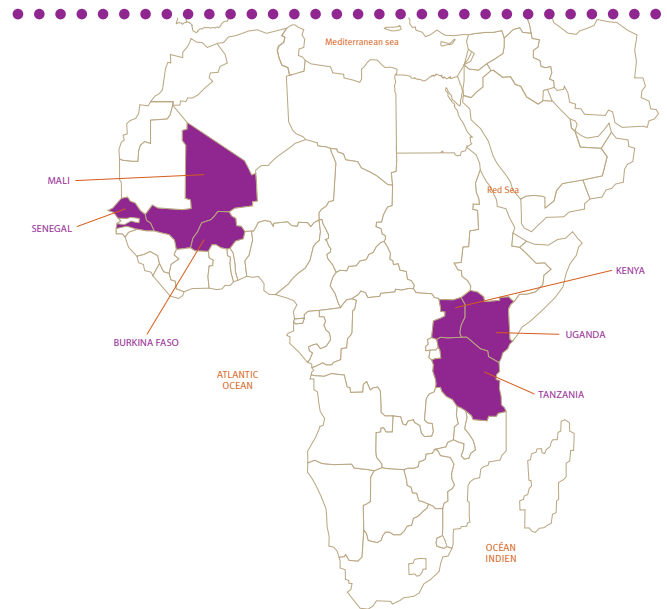 Mediterranean sea
MALI
Red Sea
SENEGAL
KENYA
UGANDA
BURKINA FASO
ATLANTIC
OCEAN
TANZANIA
OCÉAN
INDIEN